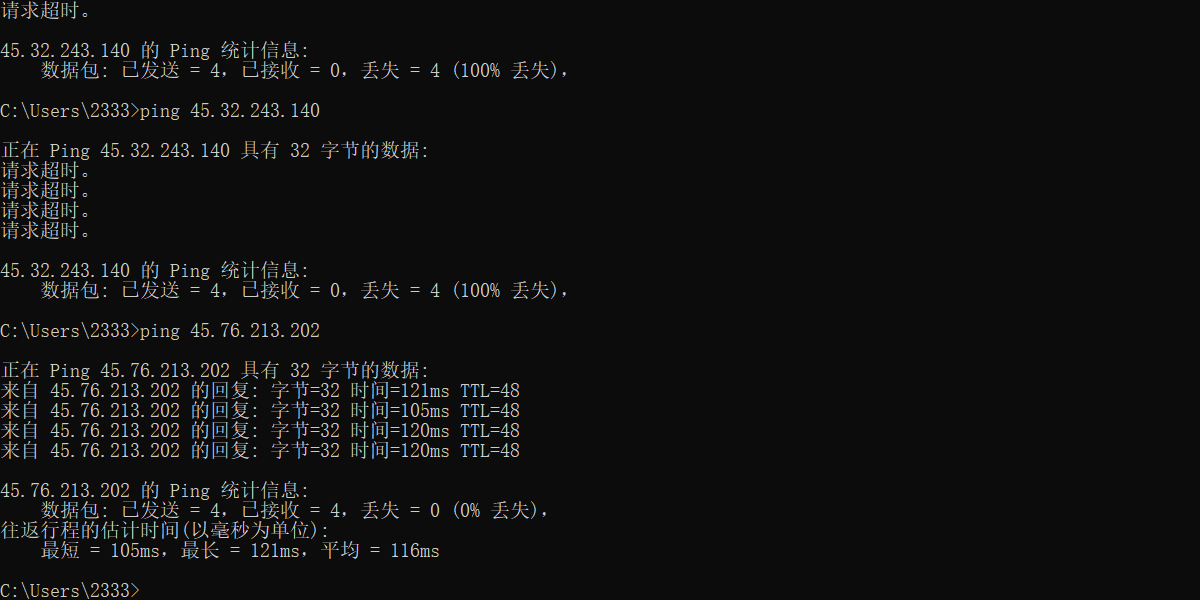 请求超时。
45.32.243.140 的 Ping 统计信息:
    数据包: 已发送 = 4，已接收 = 0，丢失 = 4 (100% 丢失)，
C:\Users\2333>ping 45.32.243.140
正在 Ping 45.32.243.140 具有 32 字节的数据:
请求超时。
请求超时。
请求超时。
请求超时。
45.32.243.140 的 Ping 统计信息:
    数据包: 已发送 = 4，已接收 = 0，丢失 = 4 (100% 丢失)，
C:\Users\2333>ping 45.76.213.202
正在 Ping 45.76.213.202 具有 32 字节的数据:
来自 45.76.213.202 的回复: 字节=32 时间=121ms TTL=48
来自 45.76.213.202 的回复: 字节=32 时间=105ms TTL=48
来自 45.76.213.202 的回复: 字节=32 时间=120ms TTL=48
来自 45.76.213.202 的回复: 字节=32 时间=120ms TTL=48
45.76.213.202 的 Ping 统计信息:
    数据包: 已发送 = 4，已接收 = 4，丢失 = 0 (0% 丢失)，
往返行程的估计时间(以毫秒为单位):
    最短 = 105ms，最长 = 121ms，平均 = 116ms
C:\Users\2333>